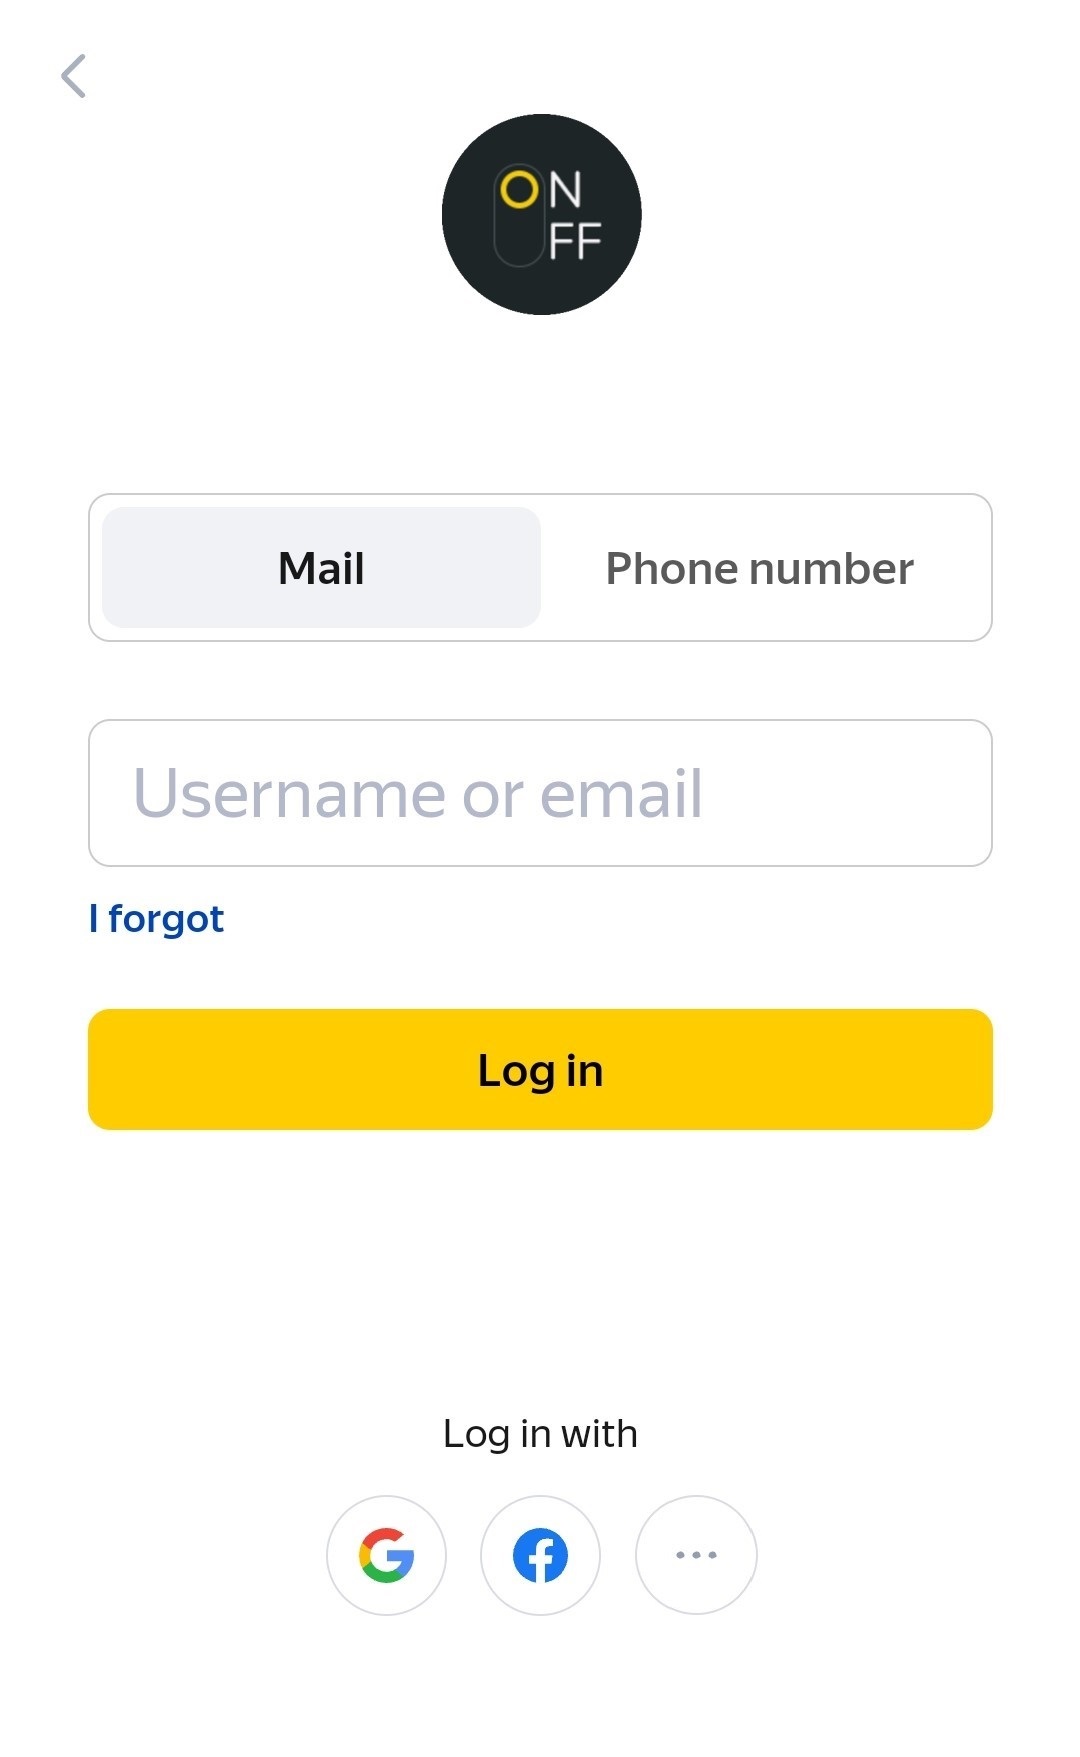 ON
FF
Mail
Phone number
Username or email
I forgot
Log in
Log in with